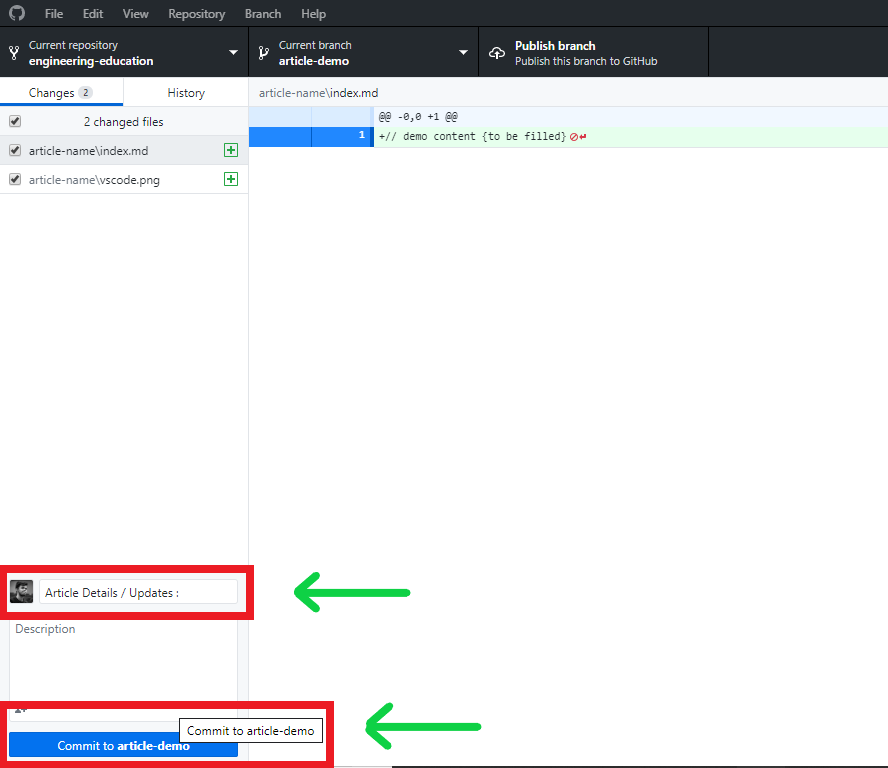 File Edit View Repository Branch Help
Current repository
engineering-education
Current branch
article-demo
Publish branch
Publish this branch to GitHub
Changes 2 History
article-name\index.md
2 changed files
@@ -0,0 +1 @@
1 +// demo content {to be filled}
article-name\index.md
article-name\vscode.png
Article Details / Updates :
Description
Commit to article-demo
Commit to article-demo